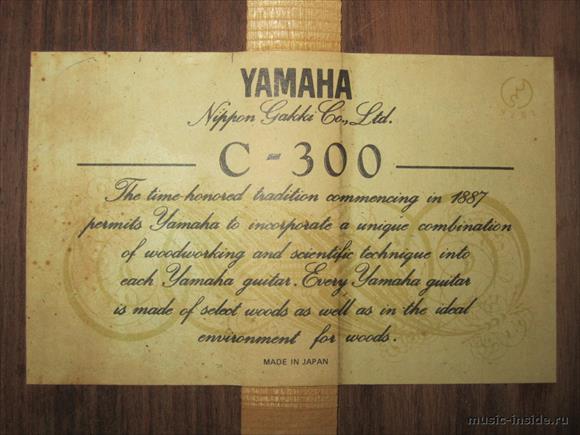 YAMAHA
Nippon Gakki Co., Ltd.
C-300
The time-honored tradition commencing in 1887
permits Yamaha to incorporate a unique combination
of woodworking and scientific technique into
each Yamaha guitar. Every Yamaha guitar
is made of select woods as well as in the ideal
environment for woods.
MADE IN JAPAN
music-inside.ru